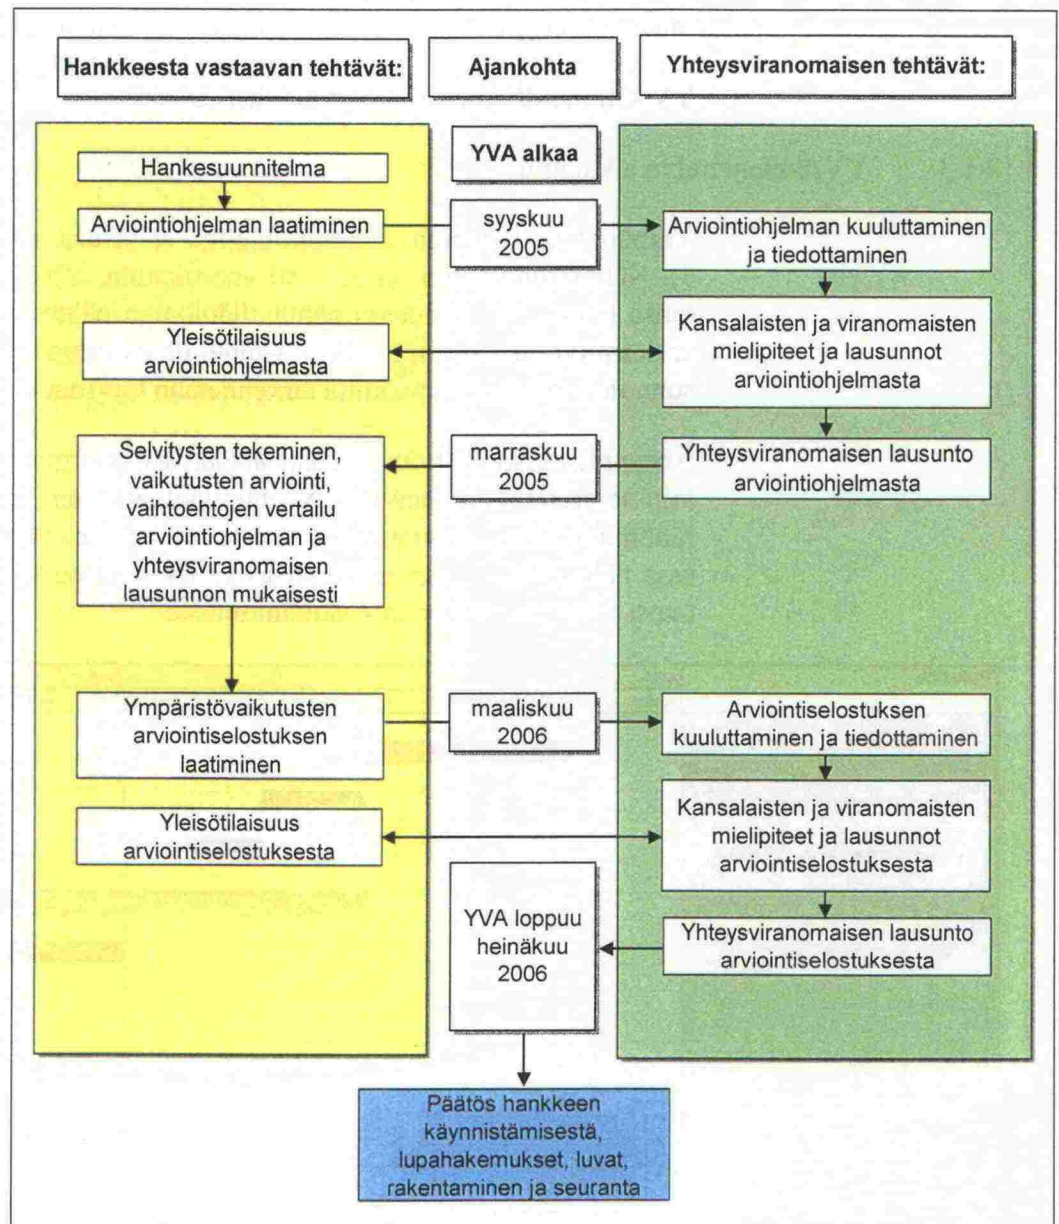 Hankkeesta vastaavan tehtävät:
Ajankohta
Yhteysviranomaisen tehtävät:
YVA alkaa
Hankesuunnitelma
Arviointiohjelman laatiminen
syyskuu
2005
Arviointiohjelman kuuluttaminen
ja tiedottaminen
Yleisötilaisuus
arviointiohjelmasta
Kansalaisten ja viranomaisten
mielipiteet ja lausunnot
arviointiohjelmasta
Selvitysten tekeminen,
vaikutusten arviointi,
vaihtoehtojen vertailu
arviointiohjelman ja
yhteysviranomaisen
lausunnon mukaisesti
marraskuu
2005
Yhteysviranomaisen lausunto
arviointiohjelmasta
Ympäristövaikutusten
arviointiselostuksen
laatiminen
maaliskuu
2006
Arviointiselostuksen
kuuluttaminen ja tiedottaminen
Yleisötilaisuus
arviointiselostuksesta
Kansalaisten ja viranomaisten
mielipiteet ja lausunnot
arviointiselostuksesta
YVA loppuu
heinäkuu
2006
Yhteysviranomaisen lausunto
arviointiselostuksesta
Päätös hankkeen
käynnistämisestä,
lupahakemukset, luvat,
rakentaminen ja seuranta